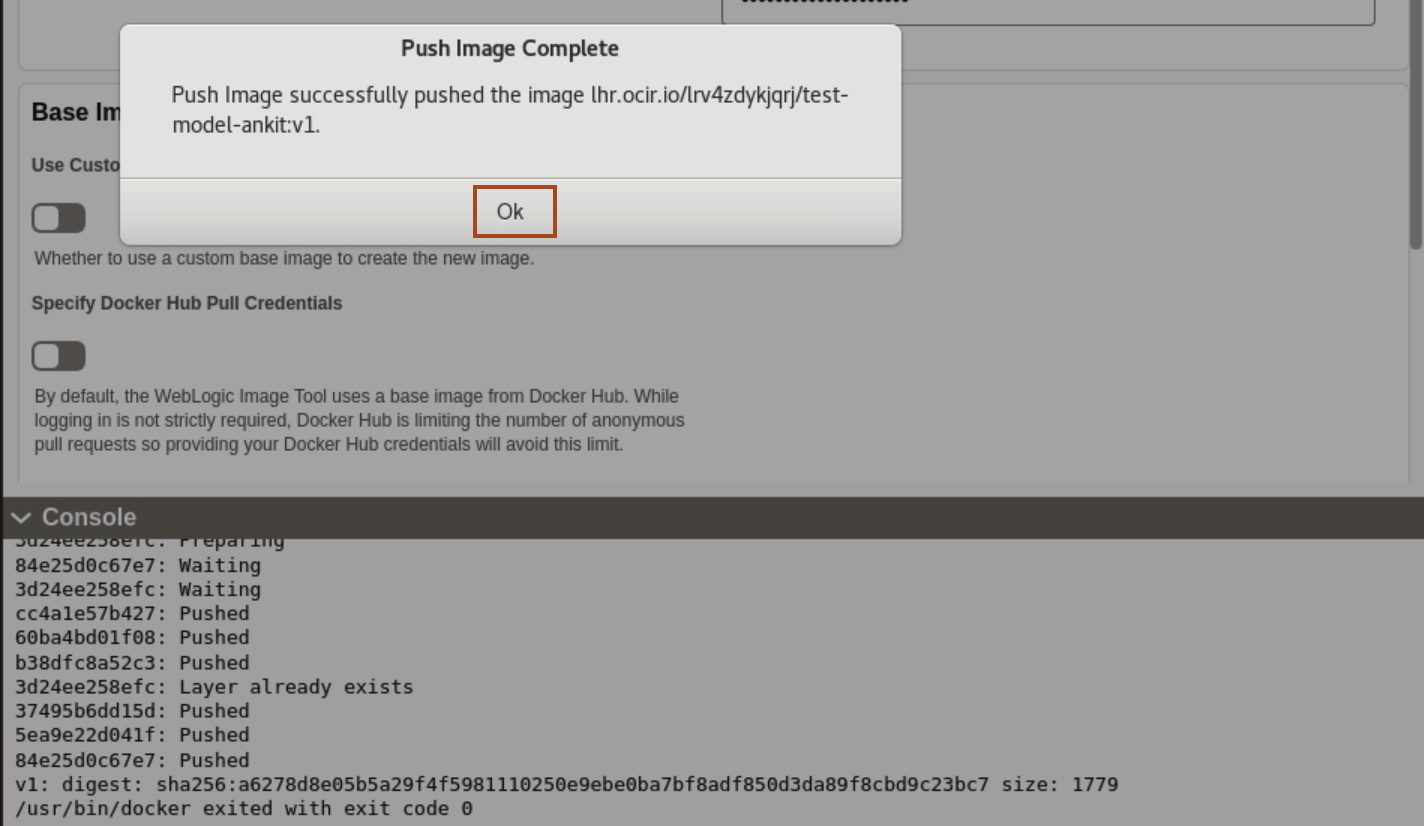 Push Image Complete
Push Image successfully pushed the image lhr.ocir.io/lrv4zdykjqrj/test-
model-ankit:v1.
Ok
Base Im
Use Custo
Whether to use a custom base image to create the new image.
Specify Docker Hub Pull Credentials
By default, the WebLogic Image Tool uses a base image from Docker Hub. While
logging in is not strictly required, Docker Hub is limiting the number of anonymous
pull requests so providing your Docker Hub credentials will avoid this limit.
Console
3d24ee258efc: Preparing
84e25d0c67e7: Waiting
3d24ee258efc: Waiting
cc4a1e57b427: Pushed
60ba4bd01f08: Pushed
b38dfc8a52c3: Pushed
3d24ee258efc: Layer already exists
37495b6dd15d: Pushed
5ea9e22d041f: Pushed
84e25d0c67e7: Pushed
v1: digest: sha256:a6278d8e05b5a29f4f5981110250e9ebe0ba7bf8adf850d3da89f8cbd9c23bc7 size: 1779
/usr/bin/docker exited with exit code 0